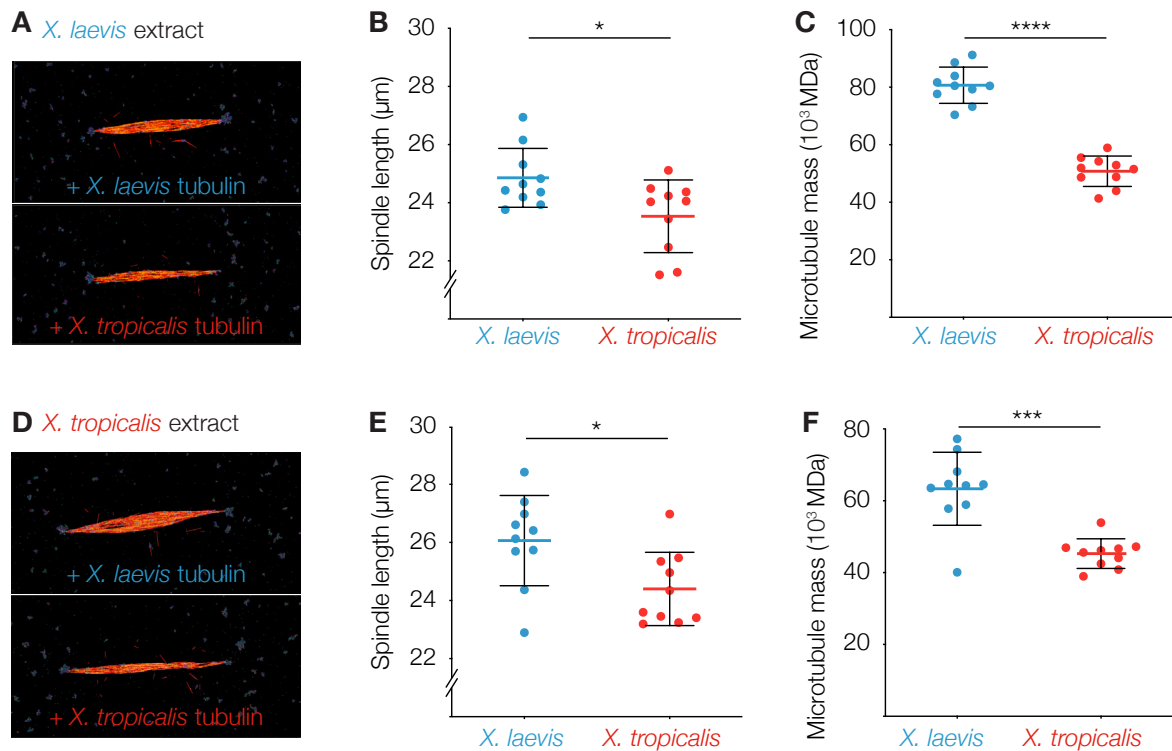 A X. laevis extract
+ X. laevis tubulin
+ X. tropicalis tubulin
B
*
Spindle length (µm)
30
28
26
24
22
X. laevis X. tropicalis
C
****
Microtubule mass (10³ MDa)
100
80
60
40
20
X. laevis X. tropicalis
D X. tropicalis extract
+ X. laevis tubulin
+ X. tropicalis tubulin
E
*
Spindle length (µm)
30
28
26
24
22
X. laevis X. tropicalis
F
***
Microtubule mass (10³ MDa)
80
60
40
20
X. laevis X. tropicalis